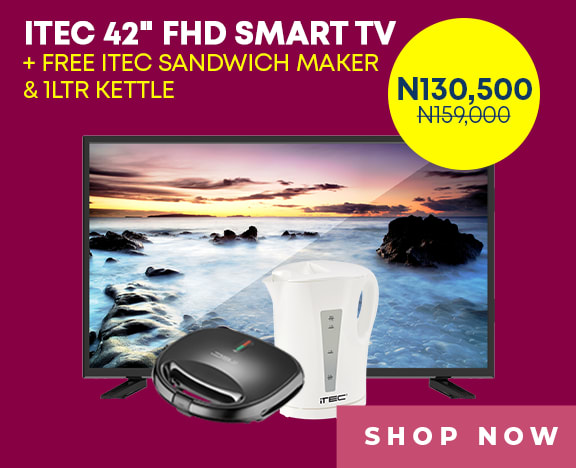 ITEC 42" FHD SMART TV
+ FREE ITEC SANDWICH MAKER
& 1LTR KETTLE
N130,500
N159,000
iTEC
SHOP NOW